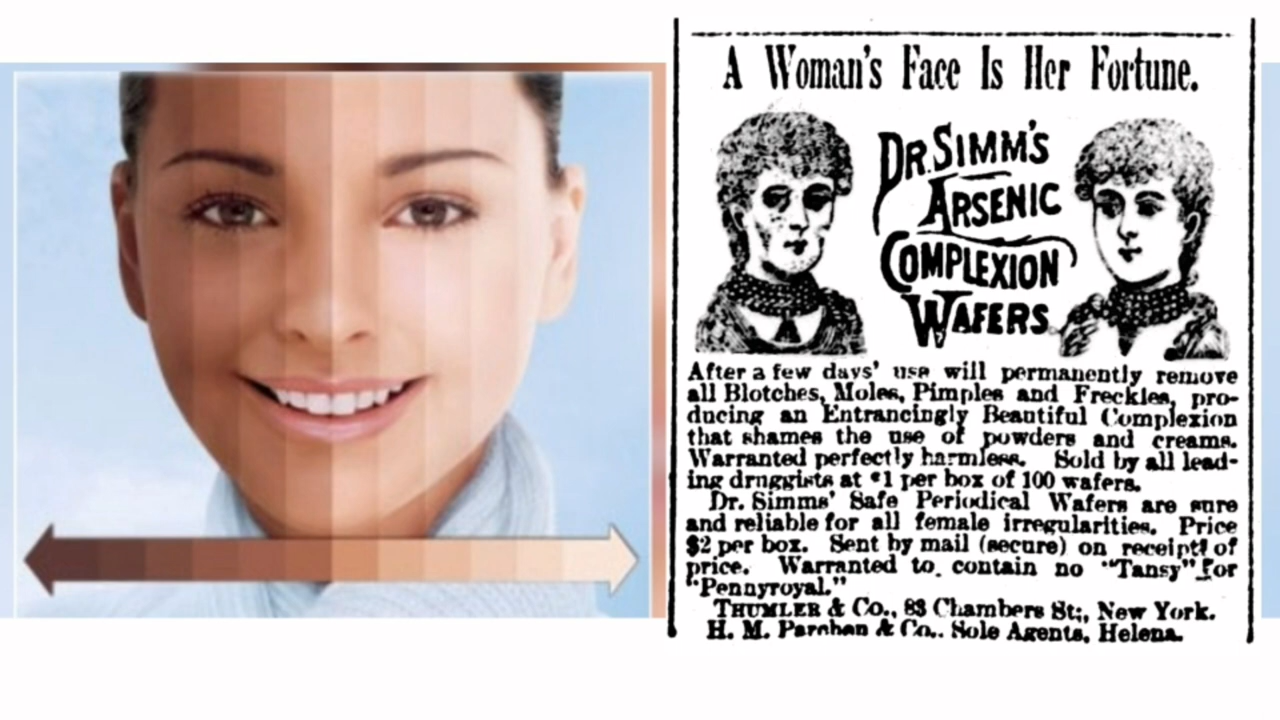 A Woman's Face Is Her Fortune.
DR. SIMM'S
ARSENIC
COMPLEXION
WAFERS
After a few days' use will permanently remove
all Blotches, Moles, Pimples and Freckles, pro-
ducing an Entrancingly Beautiful Complexion
that shames the use of powders and creams.
Warranted perfectly harmless. Sold by all lead-
ing druggists at $1 per box of 100 wafers.
Dr. Simms' Safe Periodical Wafers are sure
and reliable for all female irregularities. Price
$2 per box. Sent by mail (secure) on receipt of
price. Warranted to contain no "Tansy" or
"Pennyroyal."
THUMLER & Co., 83 Chambers St., New York.
H. M. & Co., Sole Agents, Helena.